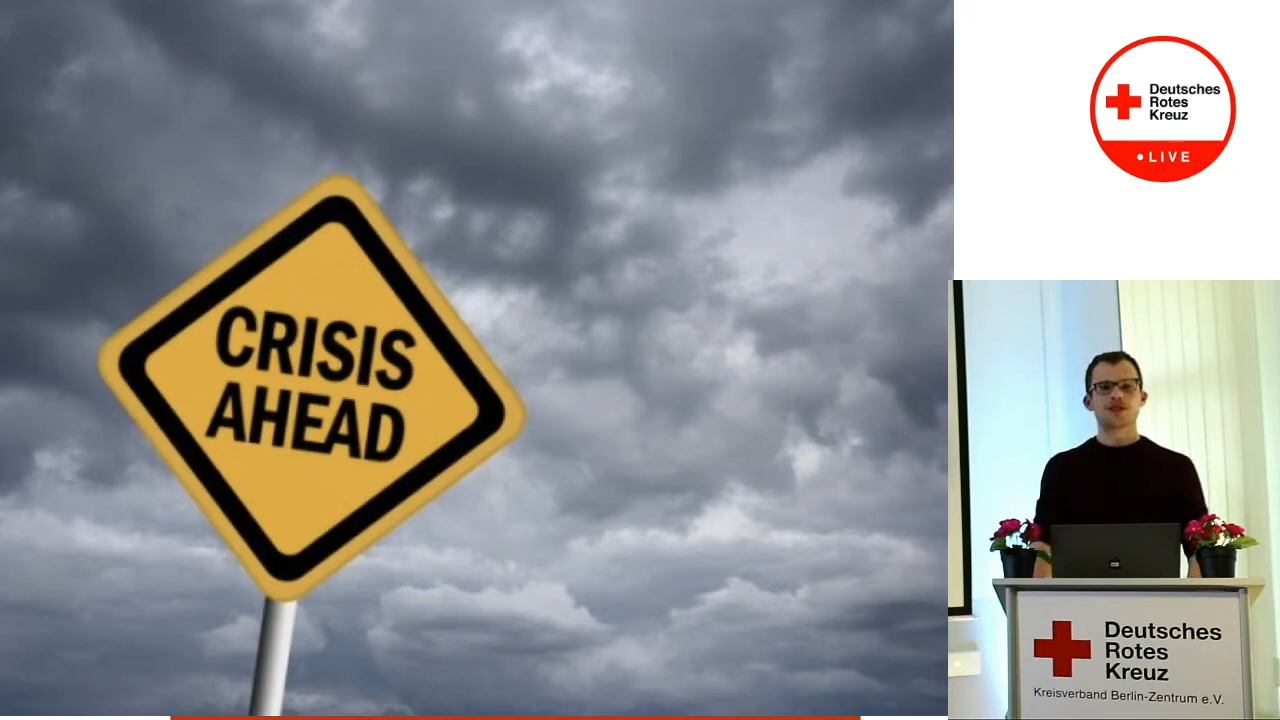 CRISIS
AHEAD
Deutsches
Rotes
Kreuz
LIVE
Deutsches
Rotes
Kreuz
Kreisverband Berlin-Zentrum e.V.